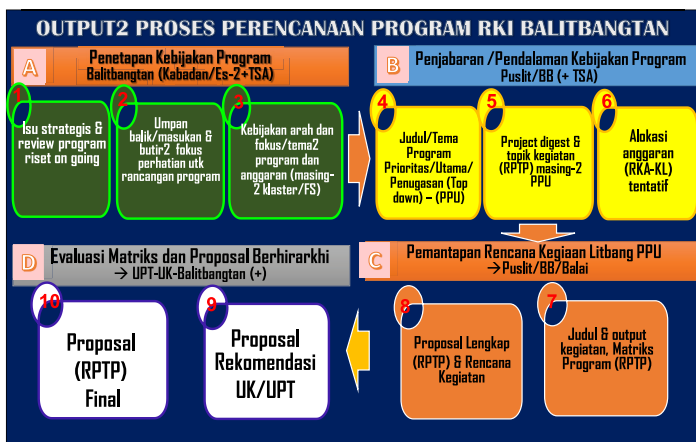 OUTPUT2 PROSES PERENCANAAN PROGRAM RKI BALITBANGTAN
A
Penetapan Kebijakan Program
Balitbangtan (Kabadan/Es-2+TSA)
B
Penjabaran /Pendalaman Kebijakan Program
Puslit/BB (+ TSA)
1
Isu strategis &
review program
riset on going
2
Umpan
balik/masukan &
butir2 fokus
perhatian utk
rancangan program
3
Kebijakan arah dan
fokus/tema2
program dan
anggaran (masing-
2 klaster/FS)
4
Judul/Tema
Program
Prioritas/Utama/
Penugasan (Top
down) – (PPU)
5
Project digest &
topik kegiatan
(RPTP) masing-2
PPU
6
Alokasi
anggaran
(RKA-KL)
tentatif
D
Evaluasi Matriks dan Proposal Berhirarkhi
→ UPT-UK-Balitbangtan (+)
C
Pemantapan Rencana Kegiaan Litbang PPU
→Puslit/BB/Balai
10
Proposal
(RPTP)
Final
9
Proposal
Rekomendasi
UK/UPT
8
Proposal Lengkap
(RPTP) & Rencana
Kegiatan
7
Judul & output
kegiatan, Matriks
Program (RPTP)